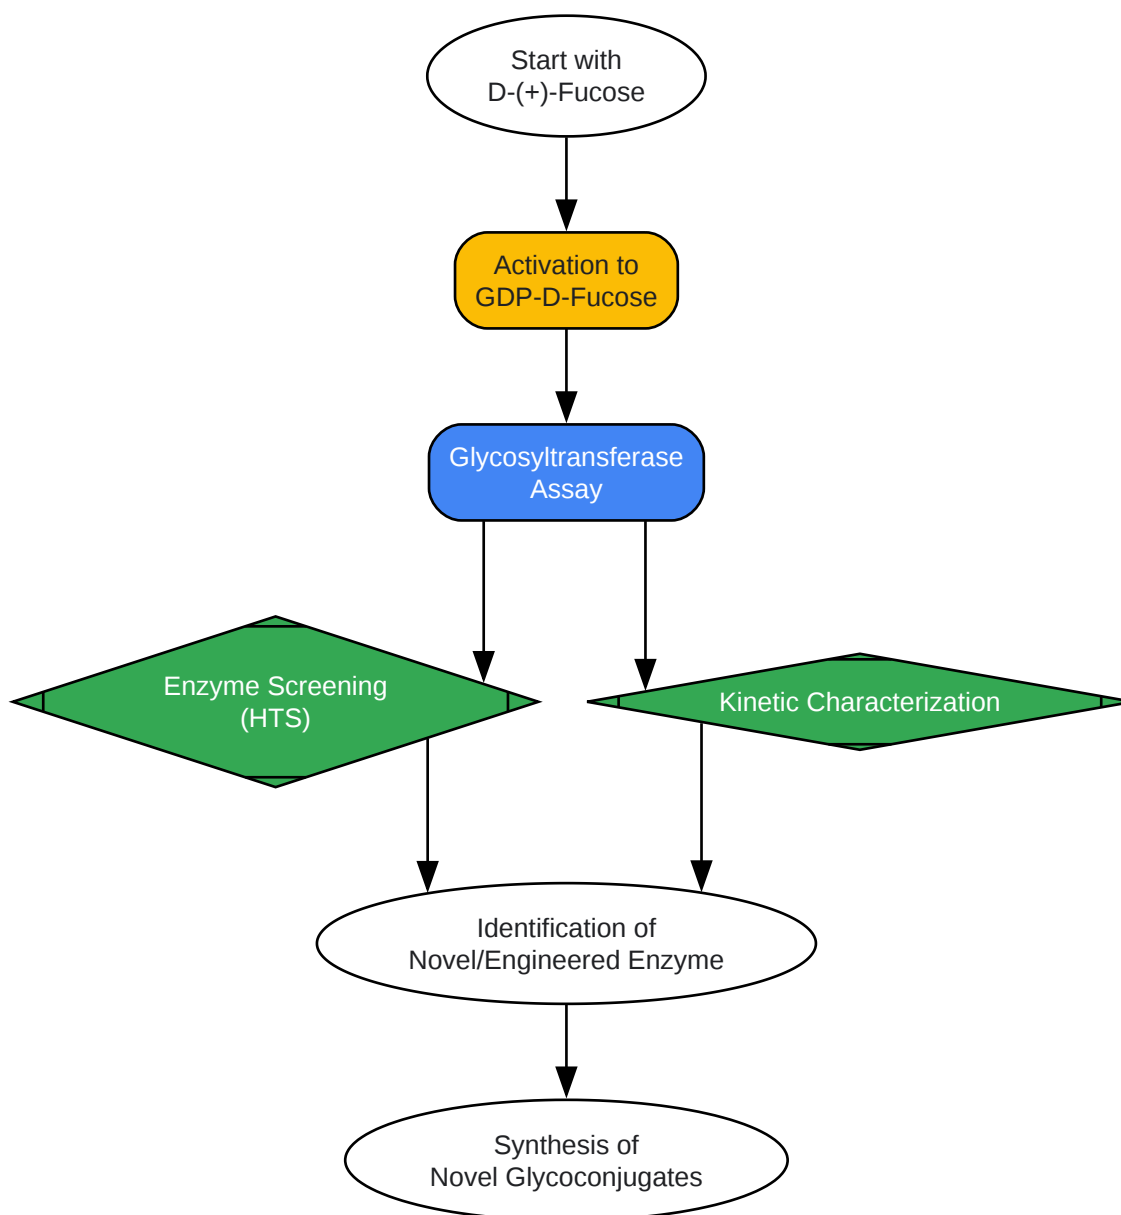 Start with
D-(+)-Fucose
Activation to
GDP-D-Fucose
Glycosyltransferase
Assay
Enzyme Screening
(HTS)
Kinetic Characterization
Identification of
Novel/Engineered Enzyme
Synthesis of
Novel Glycoconjugates